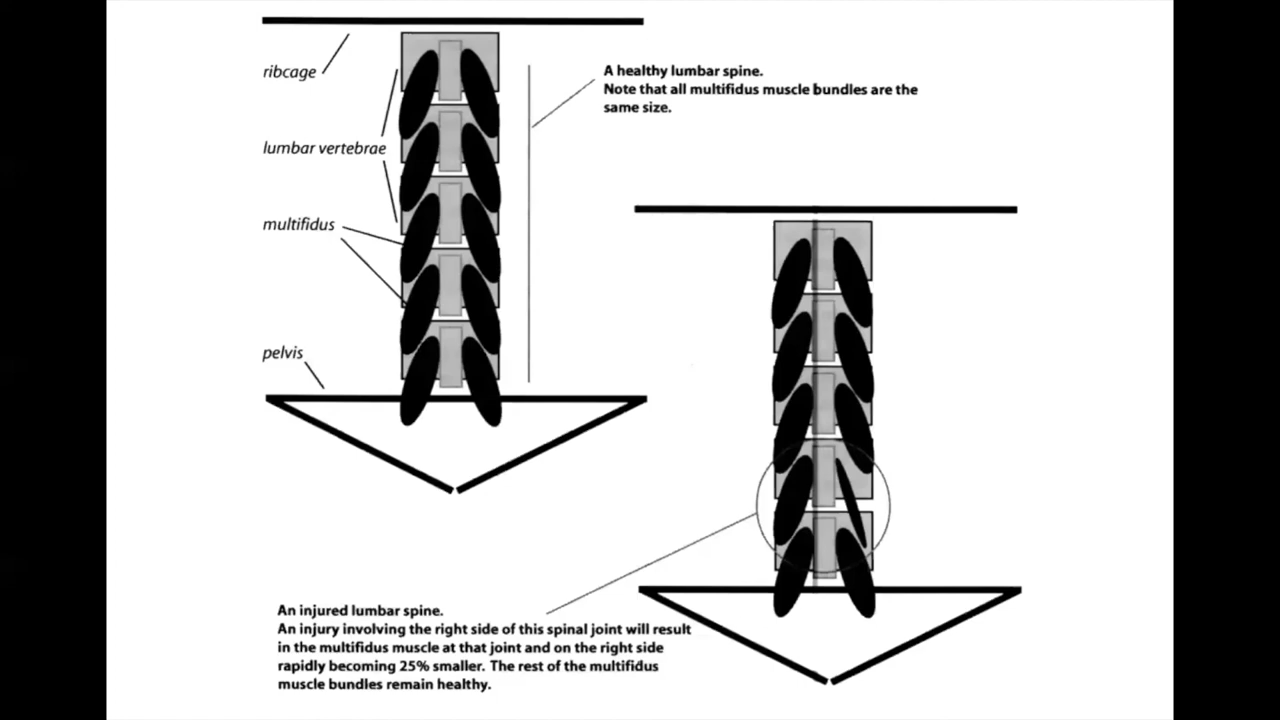 ribcage
lumbar vertebrae
multifidus
pelvis
A healthy lumbar spine.
Note that all multifidus muscle bundles are the
same size.
An injured lumbar spine.
An injury involving the right side of this spinal joint will result
in the multifidus muscle at that joint and on the right side
rapidly becoming 25% smaller. The rest of the multifidus
muscle bundles remain healthy.